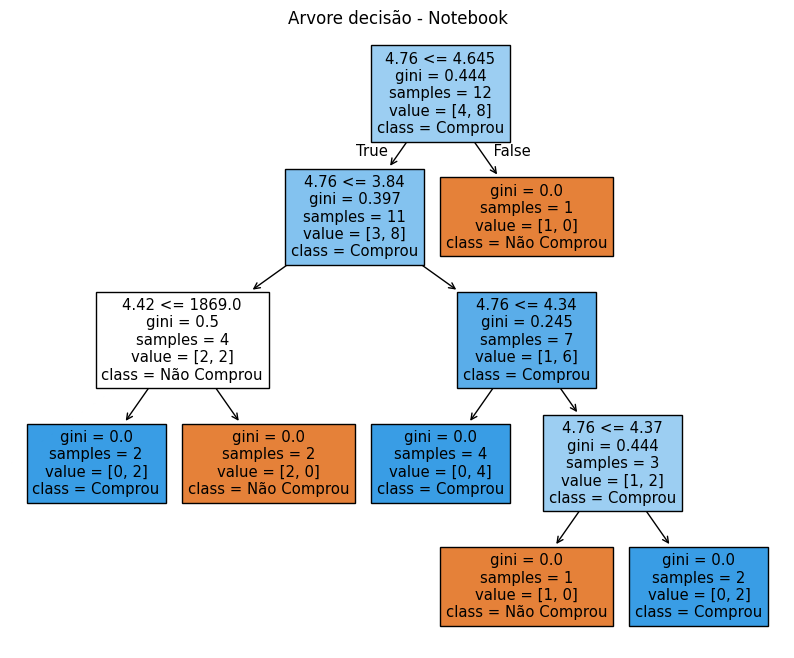 Arvore decisão - Notebook
4.76 <= 4.645
gini = 0.444
samples = 12
value = [4, 8]
class = Comprou
True
False
4.76 <= 3.84
gini = 0.397
samples = 11
value = [3, 8]
class = Comprou
gini = 0.0
samples = 1
value = [1, 0]
class = Não Comprou
4.42 <= 1869.0
gini = 0.5
samples = 4
value = [2, 2]
class = Não Comprou
4.76 <= 4.34
gini = 0.245
samples = 7
value = [1, 6]
class = Comprou
gini = 0.0
samples = 2
value = [0, 2]
class = Comprou
gini = 0.0
samples = 2
value = [2, 0]
class = Não Comprou
gini = 0.0
samples = 4
value = [0, 4]
class = Comprou
4.76 <= 4.37
gini = 0.444
samples = 3
value = [1, 2]
class = Comprou
gini = 0.0
samples = 1
value = [1, 0]
class = Não Comprou
gini = 0.0
samples = 2
value = [0, 2]
class = Comprou